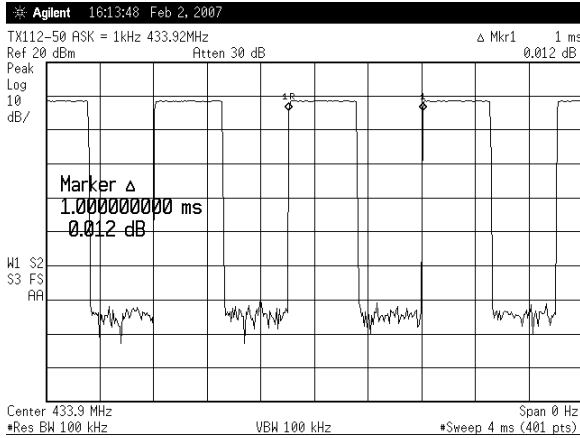 Agilent 16:13:48 Feb 2, 2007
TX112-50 ASK = 1kHz 433.92MHz
Δ Mkr1 1 ms
Ref 20 dBm Atten 30 dB 0.012 dB
Peak
Log
10
dB/
1R 1
Marker Δ
1.000000000 ms
0.012 dB
W1 S2
S3 FS
AA
Center 433.9 MHz Span 0 Hz
#Res BW 100 kHz VBW 100 kHz #Sweep 4 ms (401 pts)